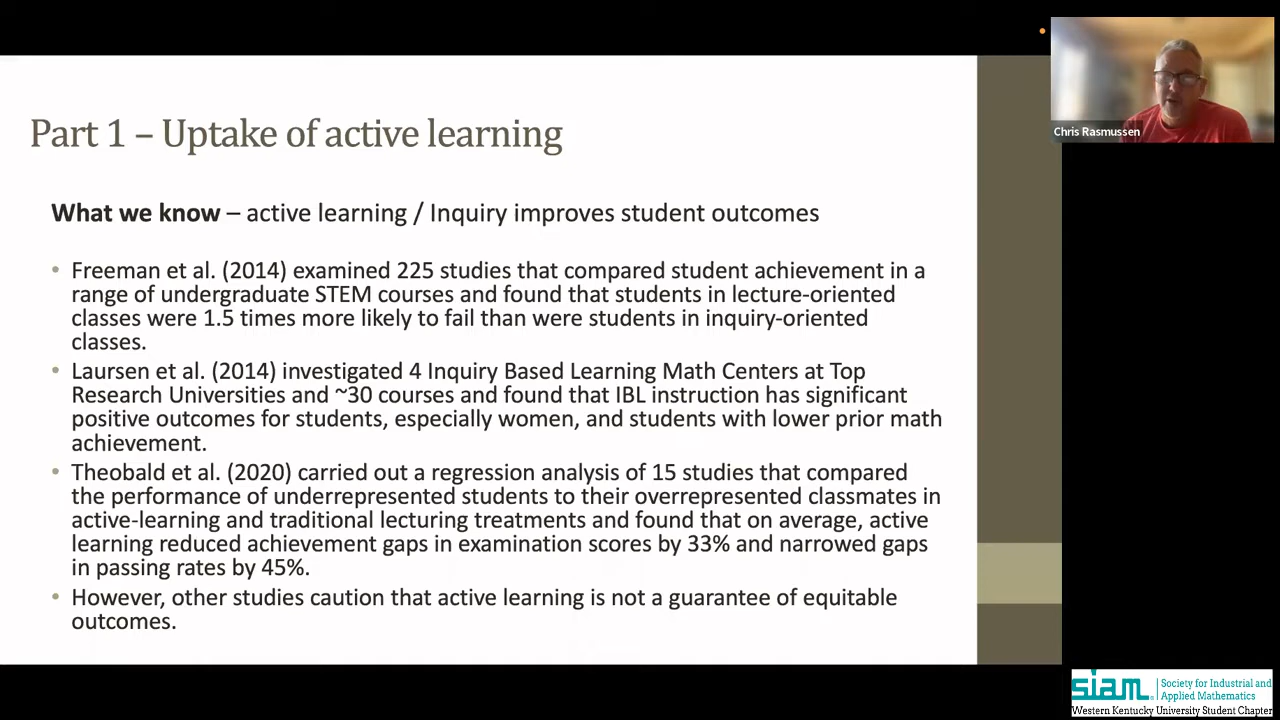 Part 1 – Uptake of active learning
What we know – active learning / Inquiry improves student outcomes
• Freeman et al. (2014) examined 225 studies that compared student achievement in a
range of undergraduate STEM courses and found that students in lecture-oriented
classes were 1.5 times more likely to fail than were students in inquiry-oriented
classes.
• Laursen et al. (2014) investigated 4 Inquiry Based Learning Math Centers at Top
Research Universities and ~30 courses and found that IBL instruction has significant
positive outcomes for students, especially women, and students with lower prior math
achievement.
• Theobald et al. (2020) carried out a regression analysis of 15 studies that compared
the performance of underrepresented students to their overrepresented classmates in
active-learning and traditional lecturing treatments and found that on average, active
learning reduced achievement gaps in examination scores by 33% and narrowed gaps
in passing rates by 45%.
• However, other studies caution that active learning is not a guarantee of equitable
outcomes.
Chris Rasmussen
siam.
Society for Industrial and
Applied Mathematics
Western Kentucky University Student Chapter